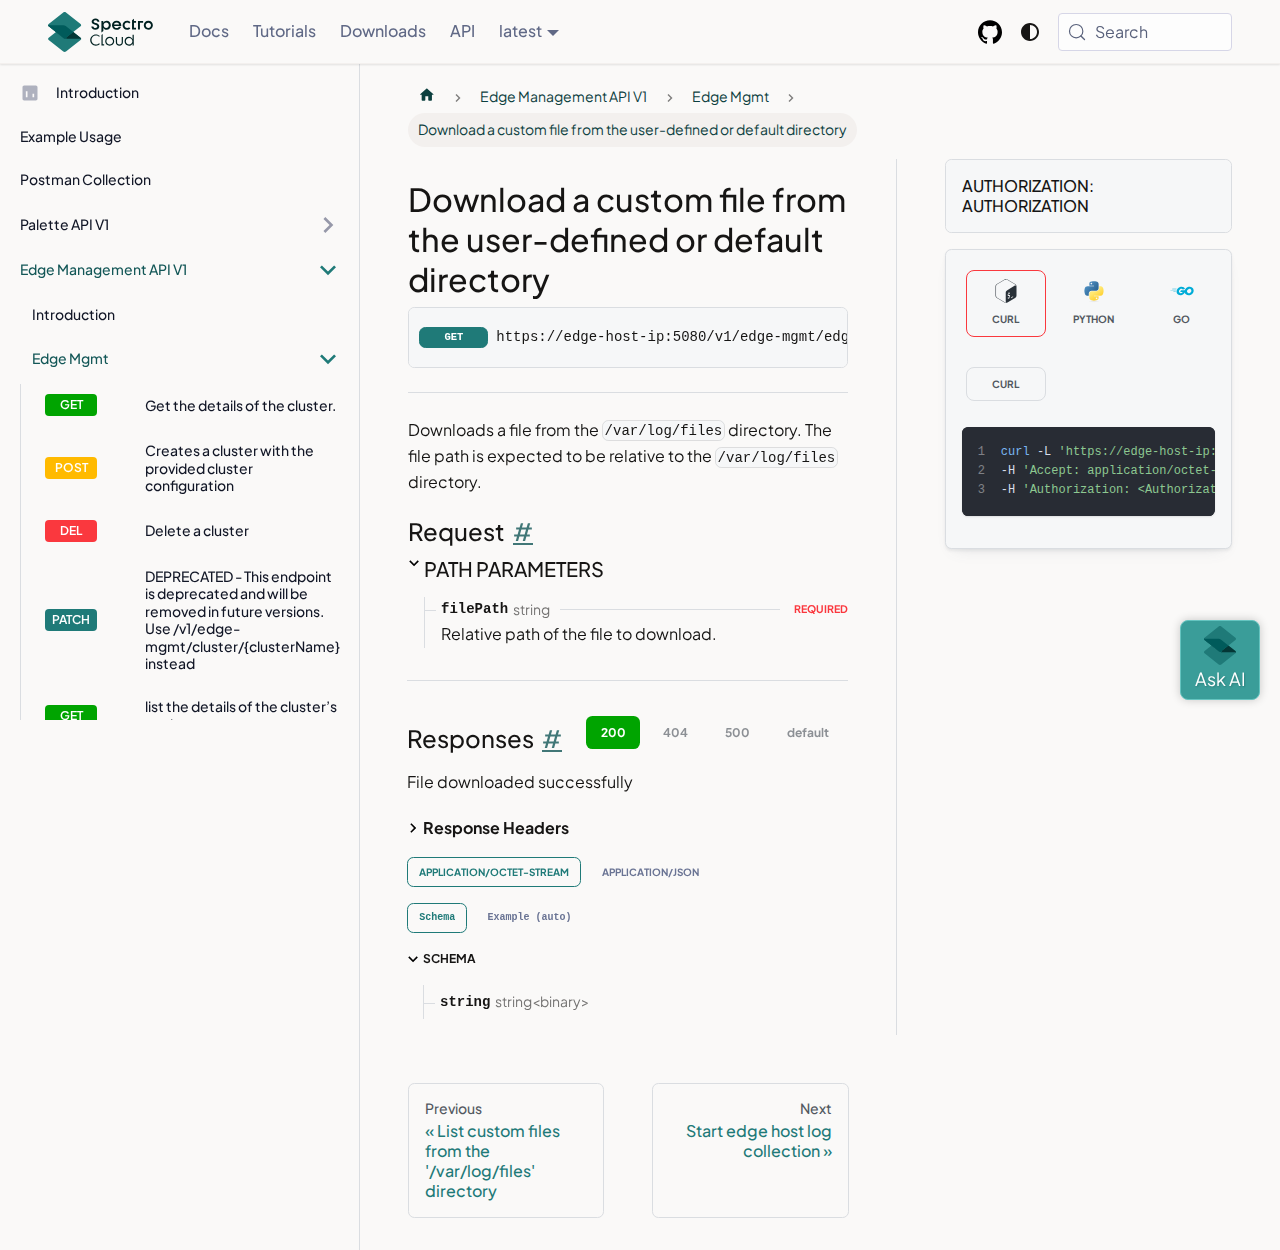 Spectro
Cloud
Docs
Tutorials
Downloads
API
latest
Search
Introduction
Example Usage
Postman Collection
Palette API V1
Edge Management API V1
Introduction
Edge Mgmt
GET
Get the details of the cluster.
POST
Creates a cluster with the
provided cluster
configuration
DEL
Delete a cluster
PATCH
DEPRECATED - This endpoint
is deprecated and will be
removed in future versions.
Use /v1/edge-
mgmt/cluster/{clusterName}
instead
GET
list the details of the cluster's
Edge Management API V1
Edge Mgmt
Download a custom file from the user-defined or default directory
Download a custom file from
the user-defined or default
directory
GET https://edge-host-ip:5080/v1/edge-mgmt/edg
Downloads a file from the /var/log/files directory. The
file path is expected to be relative to the /var/log/files
directory.
Request #
PATH PARAMETERS
filePath string REQUIRED
Relative path of the file to download.
Responses #
200
404
500
default
File downloaded successfully
Response Headers
APPLICATION/OCTET-STREAM
APPLICATION/JSON
Schema
Example (auto)
SCHEMA
string string<binary>
Previous
« List custom files
from the
'/var/log/files'
directory
Next
Start edge host log
collection »
AUTHORIZATION:
AUTHORIZATION
CURL
PYTHON
GO
CURL
1 curl -L 'https://edge-host-ip:
2 -H 'Accept: application/octet-
3 -H 'Authorization: <Authorizat
Ask AI